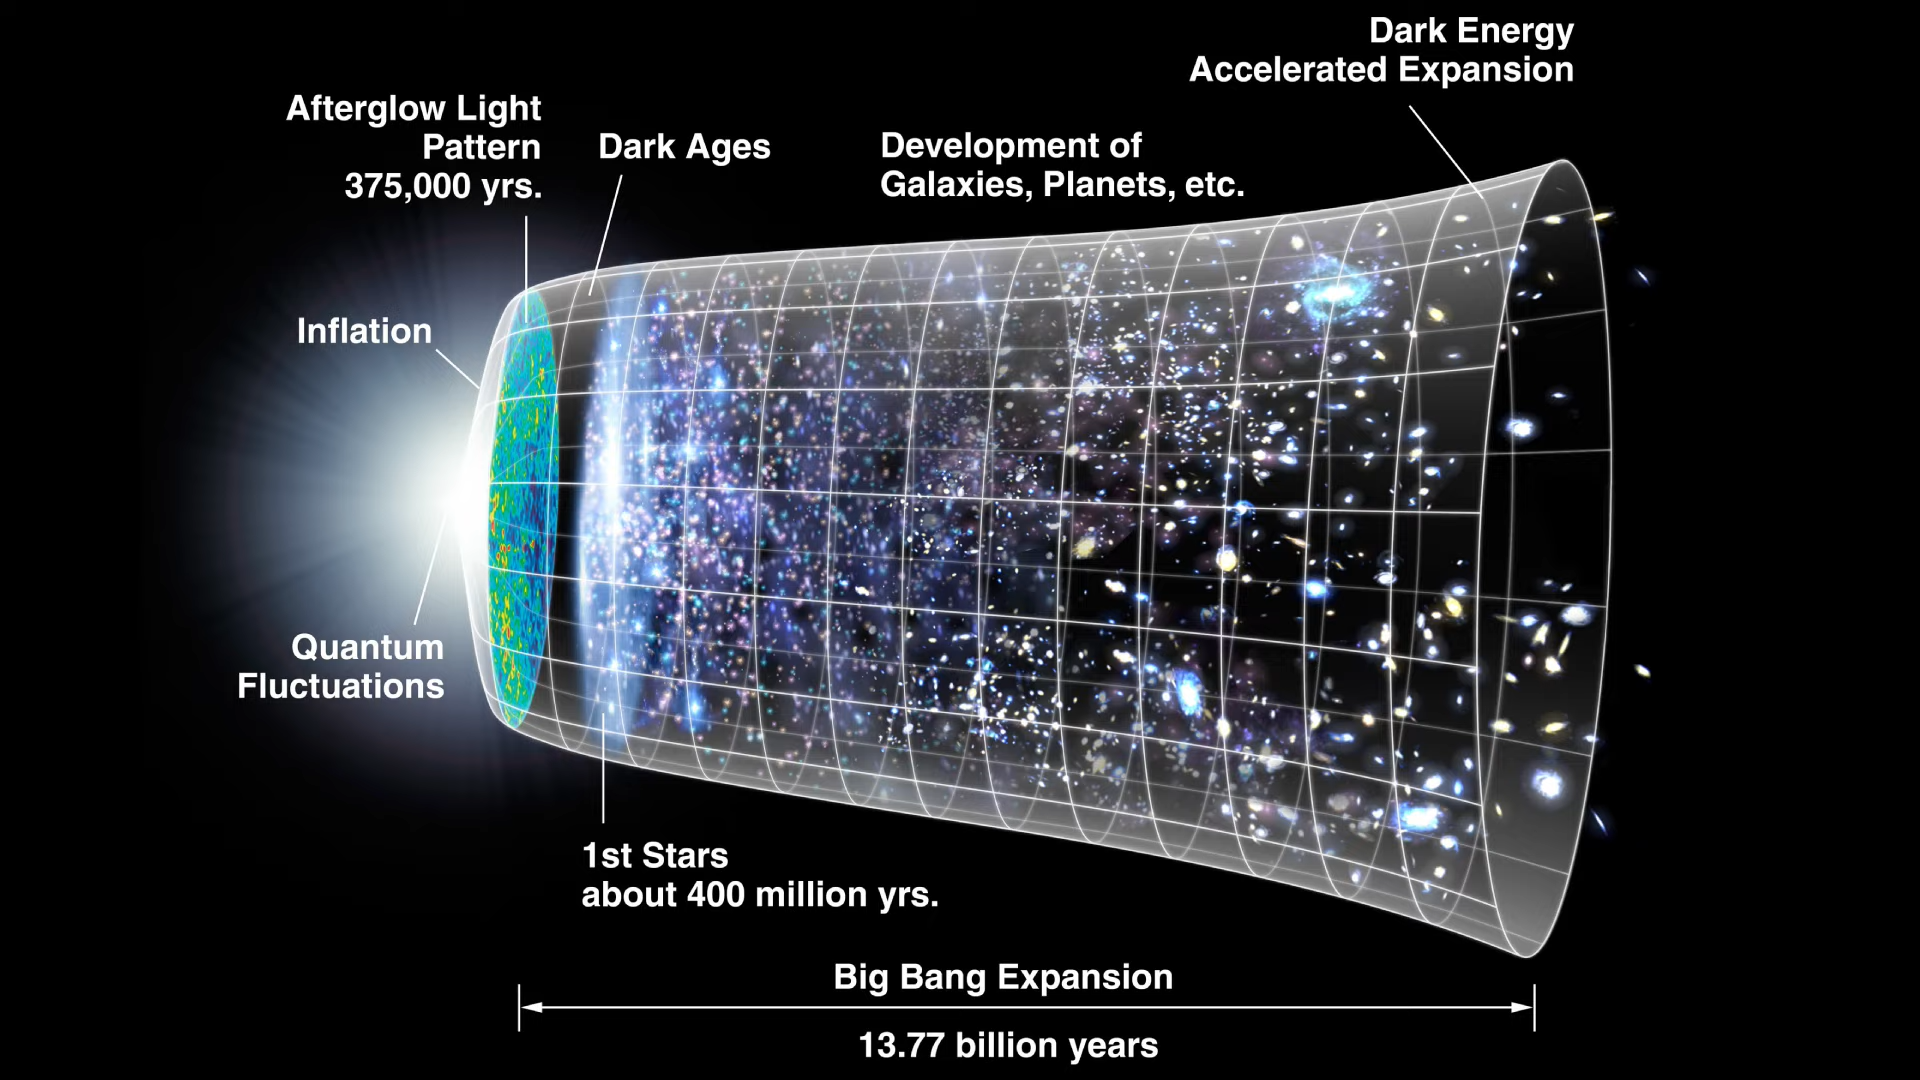 Dark Energy
Accelerated Expansion
Afterglow Light
Pattern
375,000 yrs.
Dark Ages
Development of
Galaxies, Planets, etc.
Inflation
Quantum
Fluctuations
1st Stars
about 400 million yrs.
Big Bang Expansion
13.77 billion years